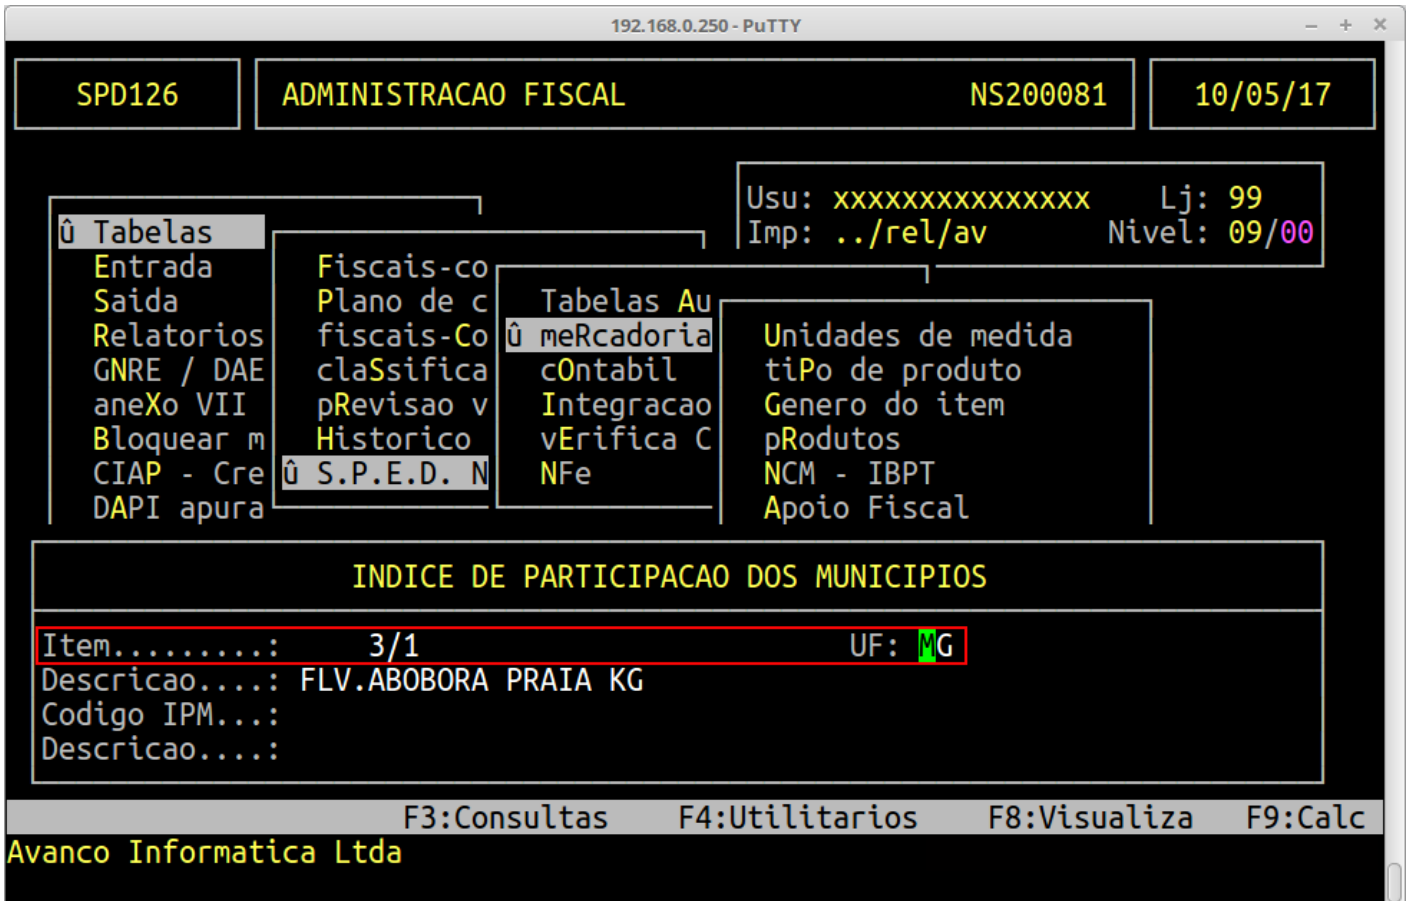 192.168.0.250 - PuTTY
SPD126 ADMINISTRACAO FISCAL NS200081 10/05/17
Usu: xxxxxxxxxxxxxxx Lj: 99
Imp: ../rel/av Nivel: 09/00
û Tabelas
Entrada
Saida
Relatorios
GNRE / DAE
aneXo VII
Bloquear m
CIAP - Cre
DAPI apura
Fiscais-co
Plano de c
fiscais-Co
claSsifica
pRevisao v
Historico
û S.P.E.D. N
Tabelas Au
û meRcadoria
cOntabil
Integracao
vErifica C
NFe
Unidades de medida
tiPo de produto
Genero do item
pRodutos
NCM - IBPT
Apoio Fiscal
INDICE DE PARTICIPACAO DOS MUNICIPIOS
Item.........: 3/1 UF: MG
Descricao....: FLV.ABOBORA PRAIA KG
Codigo IPM...:
Descricao....:
F3:Consultas F4:Utilitarios F8:Visualiza F9:Calc
Avanco Informatica Ltda